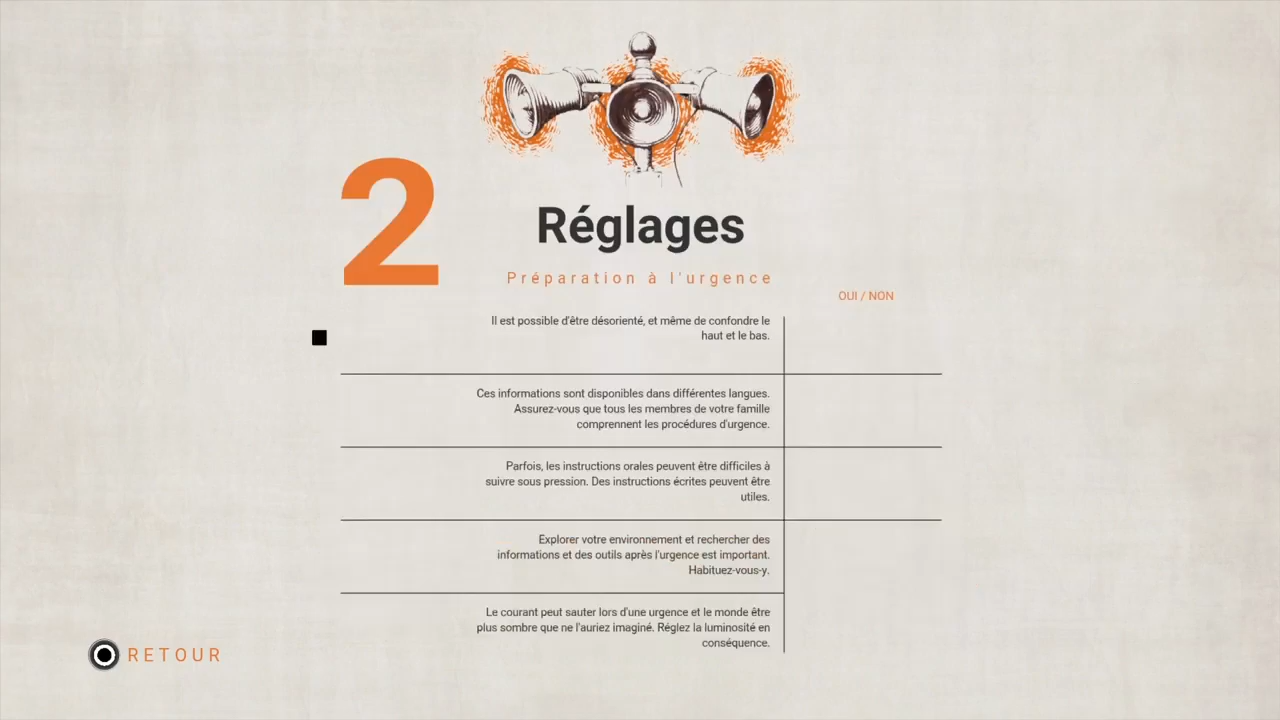 2
Réglages
Préparation à l'urgence
OUI / NON
Il est possible d'être désorienté, et même de confondre le
haut et le bas.
Ces informations sont disponibles dans différentes langues.
Assurez-vous que tous les membres de votre famille
comprennent les procédures d'urgence.
Parfois, les instructions orales peuvent être difficiles à
suivre sous pression. Des instructions écrites peuvent être
utiles.
Explorer votre environnement et rechercher des
informations et des outils après l'urgence est important.
Habituez-vous-y.
Le courant peut sauter lors d'une urgence et le monde être
plus sombre que ne l'auriez imaginé. Réglez la luminosité en
conséquence.
RETOUR